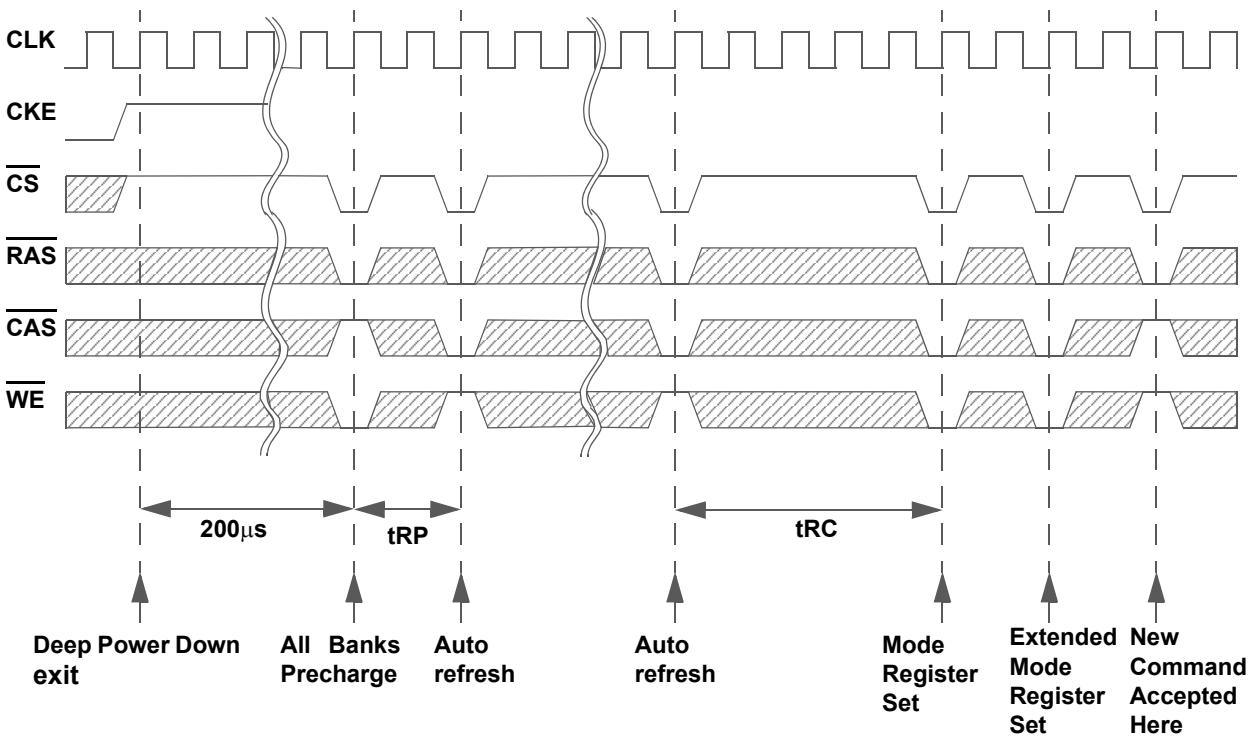 CLK
CKE
CS
RAS
CAS
WE
200μs
tRP
tRC
Deep Power Down
exit
All Banks
Precharge
Auto
refresh
Auto
refresh
Mode
Register
Set
Extended
Mode
Register
Set
New
Command
Accepted
Here